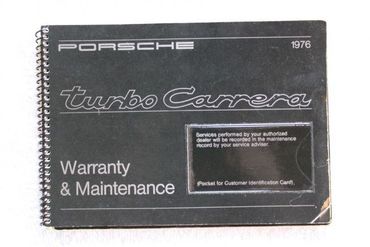 PORSCHE 1976
turbo Carrera
Services performed by your authorized
dealer will be recorded in the maintenance
record by your service adviser.
Warranty
& Maintenance
(Pocket for Customer Identification Card)